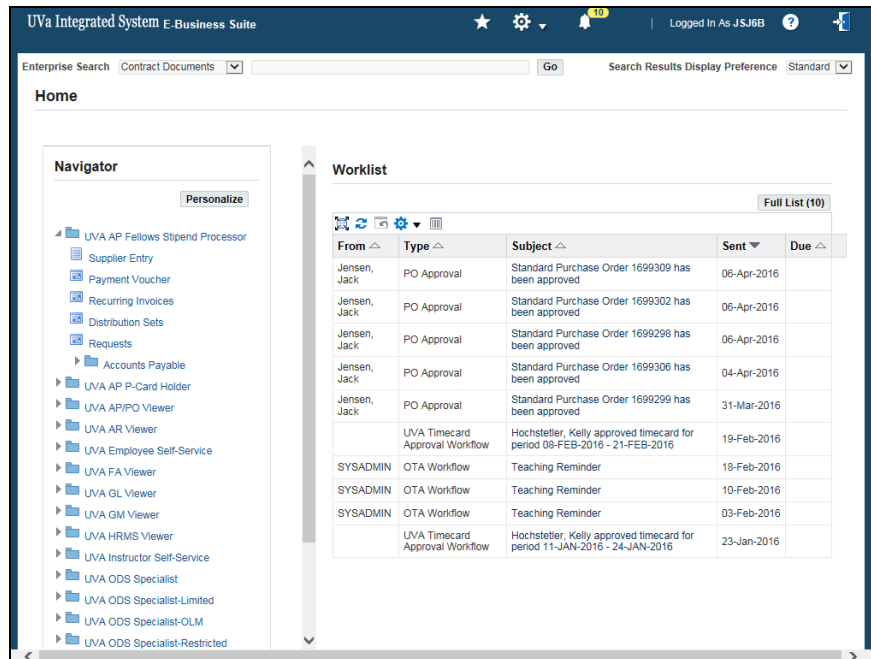 UVa Integrated System E-Business Suite
10
Logged In As JSJ6B
?
Enterprise Search Contract Documents Go Search Results Display Preference Standard
Home
Navigator
Personalize
UVA AP Fellows Stipend Processor
Supplier Entry
Payment Voucher
Recurring Invoices
Distribution Sets
Requests
Accounts Payable
UVA AP P-Card Holder
UVA AP/PO Viewer
UVA AR Viewer
UVA Employee Self-Service
UVA FA Viewer
UVA GL Viewer
UVA GM Viewer
UVA HRMS Viewer
UVA Instructor Self-Service
UVA ODS Specialist
UVA ODS Specialist-Limited
UVA ODS Specialist-OLM
UVA ODS Specialist-Restricted
Worklist
Full List (10)
From Type Subject Sent Due
Jensen,
Jack
PO Approval
Standard Purchase Order 1699309 has
been approved
06-Apr-2016
Jensen,
Jack
PO Approval
Standard Purchase Order 1699302 has
been approved
06-Apr-2016
Jensen,
Jack
PO Approval
Standard Purchase Order 1699298 has
been approved
06-Apr-2016
Jensen,
Jack
PO Approval
Standard Purchase Order 1699306 has
been approved
04-Apr-2016
Jensen,
Jack
PO Approval
Standard Purchase Order 1699299 has
been approved
31-Mar-2016
UVA Timecard
Approval Workflow
Hochstetler, Kelly approved timecard for
period 08-FEB-2016 - 21-FEB-2016
19-Feb-2016
SYSADMIN OTA Workflow Teaching Reminder 18-Feb-2016
SYSADMIN OTA Workflow Teaching Reminder 10-Feb-2016
SYSADMIN OTA Workflow Teaching Reminder 03-Feb-2016
UVA Timecard
Approval Workflow
Hochstetler, Kelly approved timecard for
period 11-JAN-2016 - 24-JAN-2016
23-Jan-2016